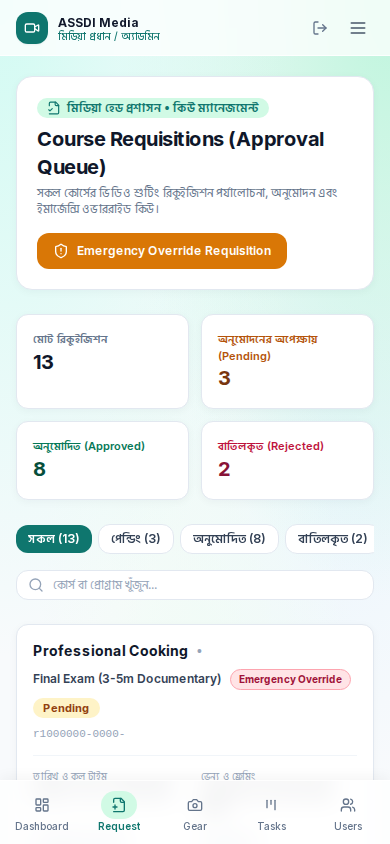 ASSDI Media
মিডিয়া প্রধান / অ্যাডমিন
মিডিয়া হেড প্রশাসন • কিউ ম্যানেজমেন্ট
Course Requisitions (Approval
Queue)
সকল কোর্সের ভিডিও শুটিং রিকুইজিশন পর্যালোচনা, অনুমোদন এবং
ইমার্জেন্সি ওভাররাইড কিউ।
Emergency Override Requisition
মোট রিকুইজিশন
13
অনুমোদনের অপেক্ষায়
(Pending)
3
অনুমোদিত (Approved)
8
বাতিলকৃত (Rejected)
2
সকল (13)
পেন্ডিং (3)
অনুমোদিত (8)
বাতিলকৃত (2)
কোর্স বা প্রোগ্রাম খুঁজুন...
Professional Cooking •
Final Exam (3-5m Documentary)
Emergency Override
Pending
r1000000-0000-
তারিখ ও কল টাইম
ভেন্যু ও ফ্রেমিং
Dashboard
Request
Gear
Tasks
Users